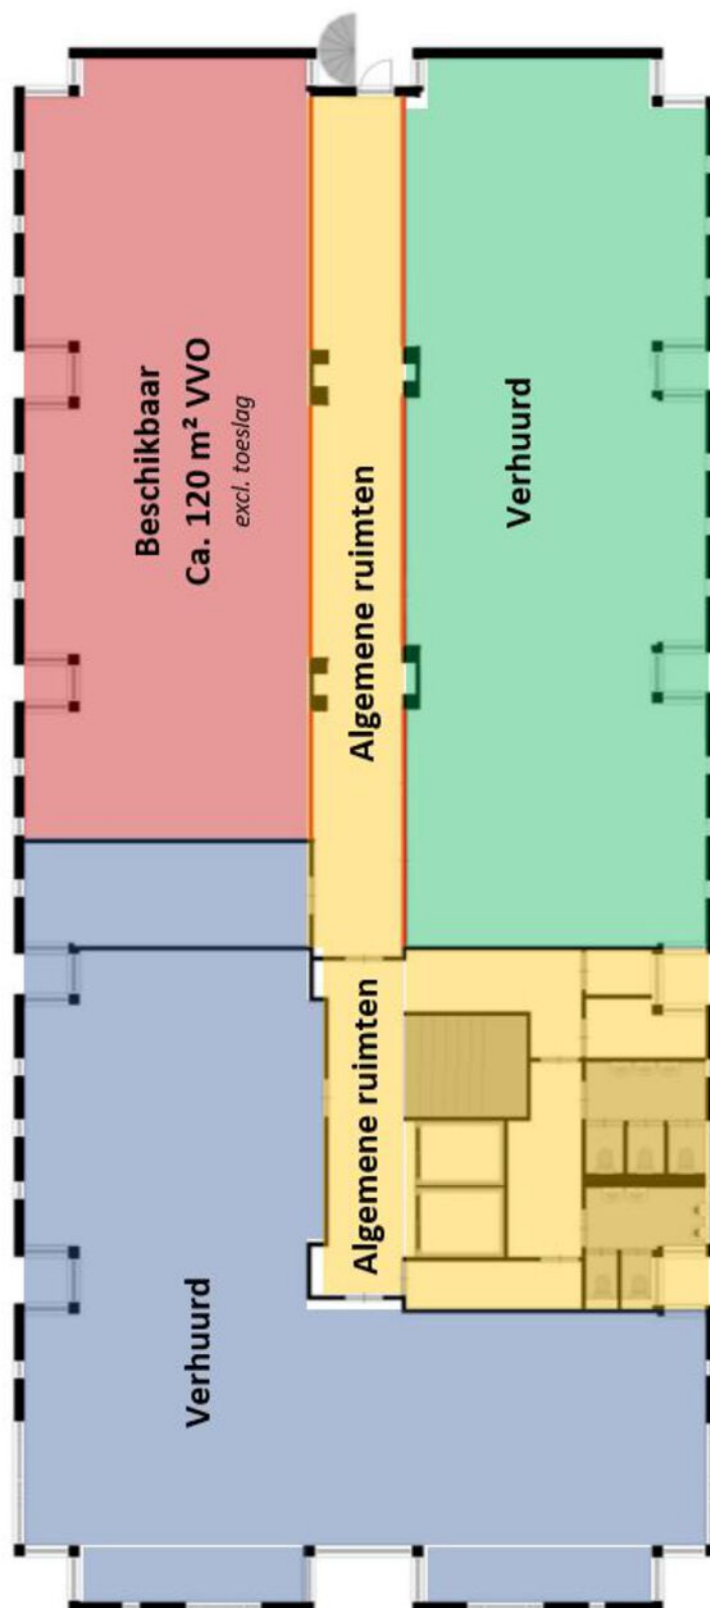 Beschikbaar
Ca. 120 m² VVO
excl. toeslag
Algemene ruimten
Verhuurd
Algemene ruimten
Verhuurd